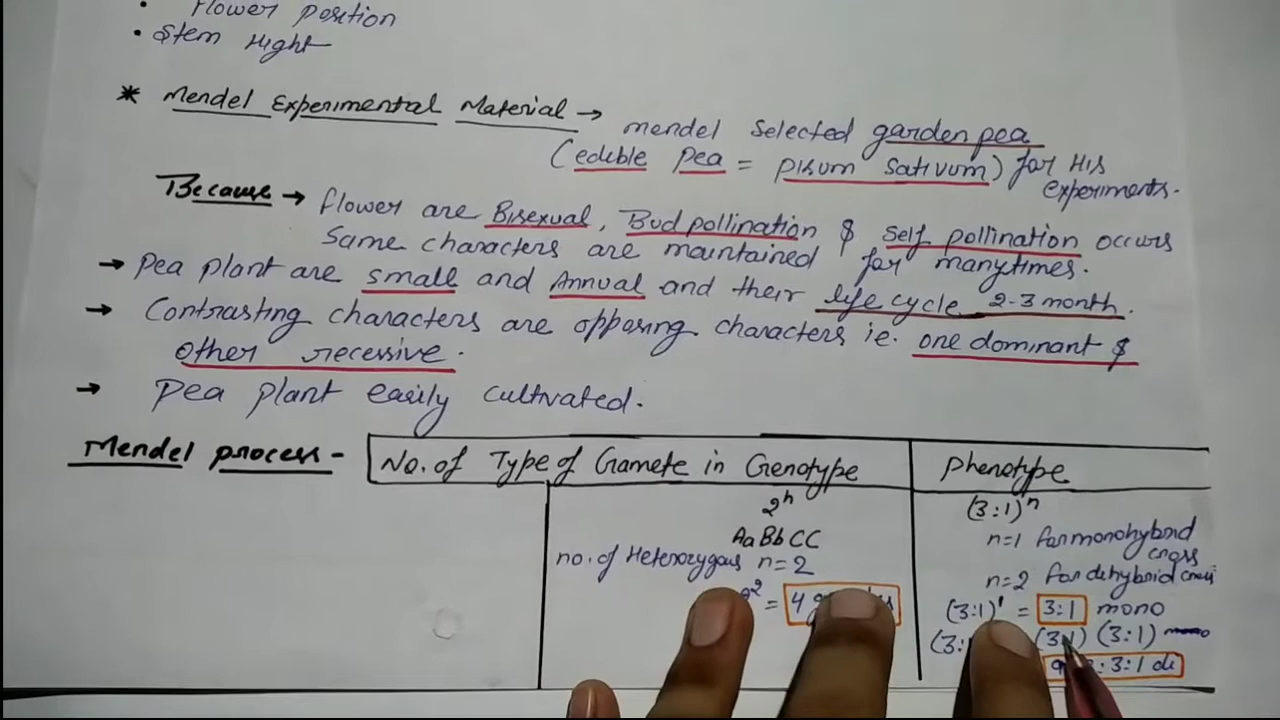 • Flower position
• Stem Hight
* Mendel Experimental Material → mendel selected garden pea
(edible pea = pisum sativum) for His
experiments.
Because → flower are Bisexual, Bud pollination $ self pollination occurs
Same characters are maintained for manytimes.
→ Pea plant are small and Annual and their life cycle 2-3 month.
→ Contrasting characters are opposing characters ie. one dominant $
other recessive.
→ Pea plant easily cultivated.
Mendel process - No. of Type of Gamete in Genotype Phenotype
2^n
AaBbCC
no. of Heterozygous n=2
2 =
(3:1)^n
n=1 for monohybrid
cross
n=2 for dehybrid cross
(3:1)' = 3:1 mono
(3:1) (3:1)
3:1 di